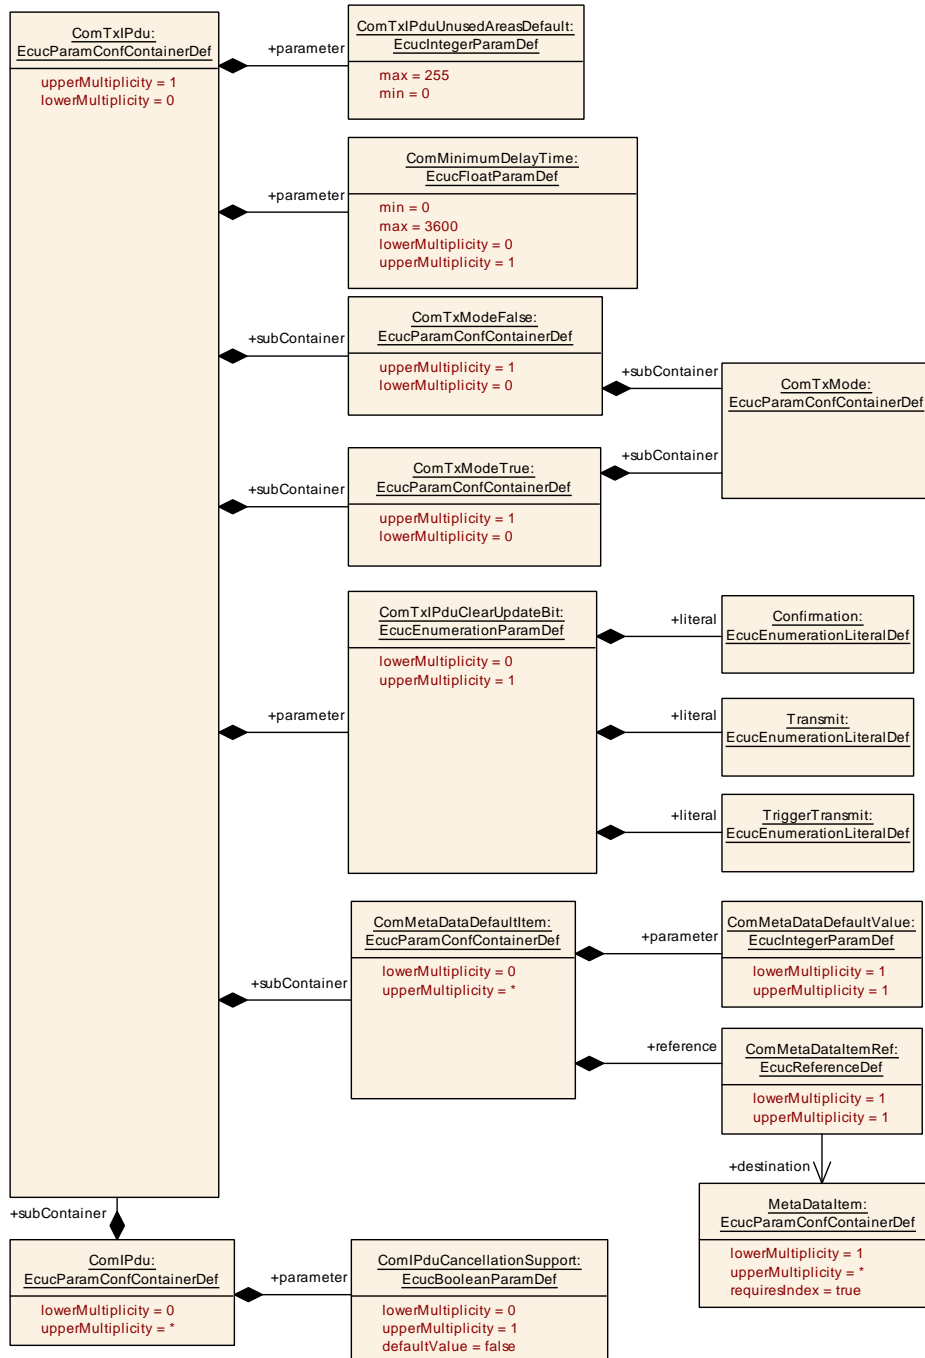 ComTxIPdu:
EcucParamConfContainerDef
upperMultiplicity = 1
lowerMultiplicity = 0
+parameter
ComTxIPduUnusedAreasDefault:
EcucIntegerParamDef
max = 255
min = 0
+parameter
ComMinimumDelayTime:
EcucFloatParamDef
min = 0
max = 3600
lowerMultiplicity = 0
upperMultiplicity = 1
+subContainer
ComTxModeFalse:
EcucParamConfContainerDef
upperMultiplicity = 1
lowerMultiplicity = 0
+subContainer
ComTxMode:
EcucParamConfContainerDef
+subContainer
+subContainer
ComTxModeTrue:
EcucParamConfContainerDef
upperMultiplicity = 1
lowerMultiplicity = 0
+parameter
ComTxIPduClearUpdateBit:
EcucEnumerationParamDef
lowerMultiplicity = 0
upperMultiplicity = 1
+literal
Confirmation:
EcucEnumerationLiteralDef
+literal
Transmit:
EcucEnumerationLiteralDef
+literal
TriggerTransmit:
EcucEnumerationLiteralDef
+subContainer
ComMetaDataDefaultItem:
EcucParamConfContainerDef
lowerMultiplicity = 0
upperMultiplicity = *
+parameter
ComMetaDataDefaultValue:
EcucIntegerParamDef
lowerMultiplicity = 1
upperMultiplicity = 1
+reference
ComMetaDataItemRef:
EcucReferenceDef
lowerMultiplicity = 1
upperMultiplicity = 1
+destination
MetaDataItem:
EcucParamConfContainerDef
lowerMultiplicity = 1
upperMultiplicity = *
requiresIndex = true
+subContainer
ComIPdu:
EcucParamConfContainerDef
lowerMultiplicity = 0
upperMultiplicity = *
+parameter
ComIPduCancellationSupport:
EcucBooleanParamDef
lowerMultiplicity = 0
upperMultiplicity = 1
defaultValue = false